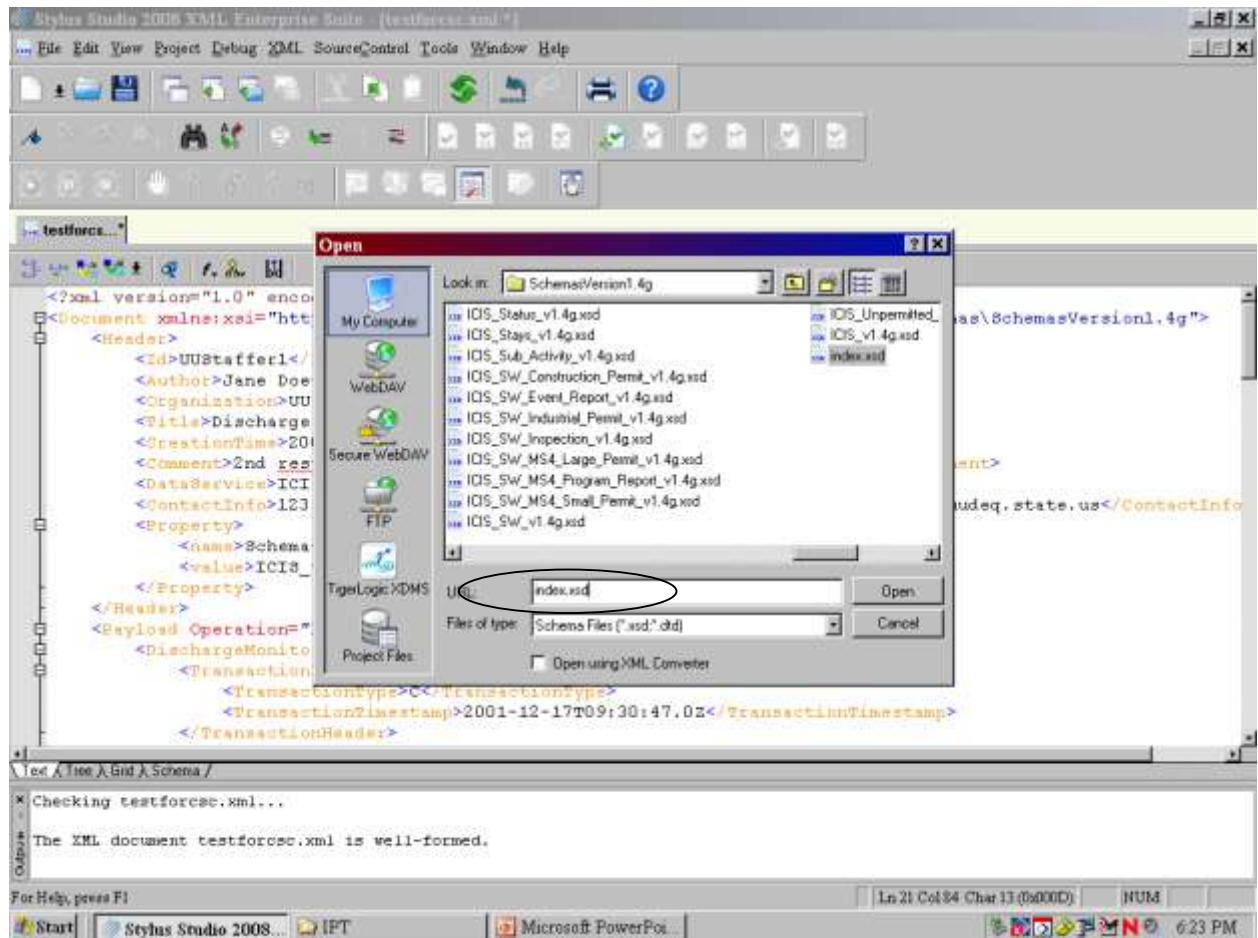 Stylus Studio 2008 XML Enterprise Suite - [testforcsc.xml *]
File Edit View Project Debug XML SourceControl Tools Window Help
testforcs...*
Open
Look in: SchemasVersion1.4g
My Computer
WebDAV
Secure WebDAV
FTP
TigerLogic XDMS
Project Files
ICIS_Status_v1.4g.xsd
ICIS_Stays_v1.4g.xsd
ICIS_Sub_Activity_v1.4g.xsd
ICIS_SW_Construction_Permit_v1.4g.xsd
ICIS_SW_Event_Report_v1.4g.xsd
ICIS_SW_Industrial_Permit_v1.4g.xsd
ICIS_SW_Inspection_v1.4g.xsd
ICIS_SW_MS4_Large_Permit_v1.4g.xsd
ICIS_SW_MS4_Program_Report_v1.4g.xsd
ICIS_SW_MS4_Small_Permit_v1.4g.xsd
ICIS_SW_v1.4g.xsd
ICIS_Unpermitted_
ICIS_v1.4g.xsd
index.xsd
URL: index.xsd Open
Files of type: Schema Files (*.xsd;*.dtd) Cancel
Open using XML Converter
<?xml version="1.0" enco
<Document xmlns:xsi="htt as\SchemasVersion1.4g">
<Header>
<Id>UUStaffer1</
<Author>Jane Doe
<Organization>UU
<Title>Discharge
<CreationTime>200
<Comment>2nd res ent>
<DataService>ICI
<ContactInfo>123 udeq.state.us</ContactInfo
<Property>
<name>Schema
<value>ICIS_
</Property>
</Header>
<Payload Operation="
<DischargeMonito
<Transaction
<TransactionType>C</TransactionType>
<TransactionTimestamp>2001-12-17T09:30:47.0Z</TransactionTimestamp>
</TransactionHeader>
Text Tree Grid Schema
Output
Checking testforcsc.xml...
The XML document testforcsc.xml is well-formed.
For Help, press F1 Ln 21 Col 84 Char 13 (0x000D) NUM
Start Stylus Studio 2008... IPT Microsoft PowerPoi... 6:23 PM